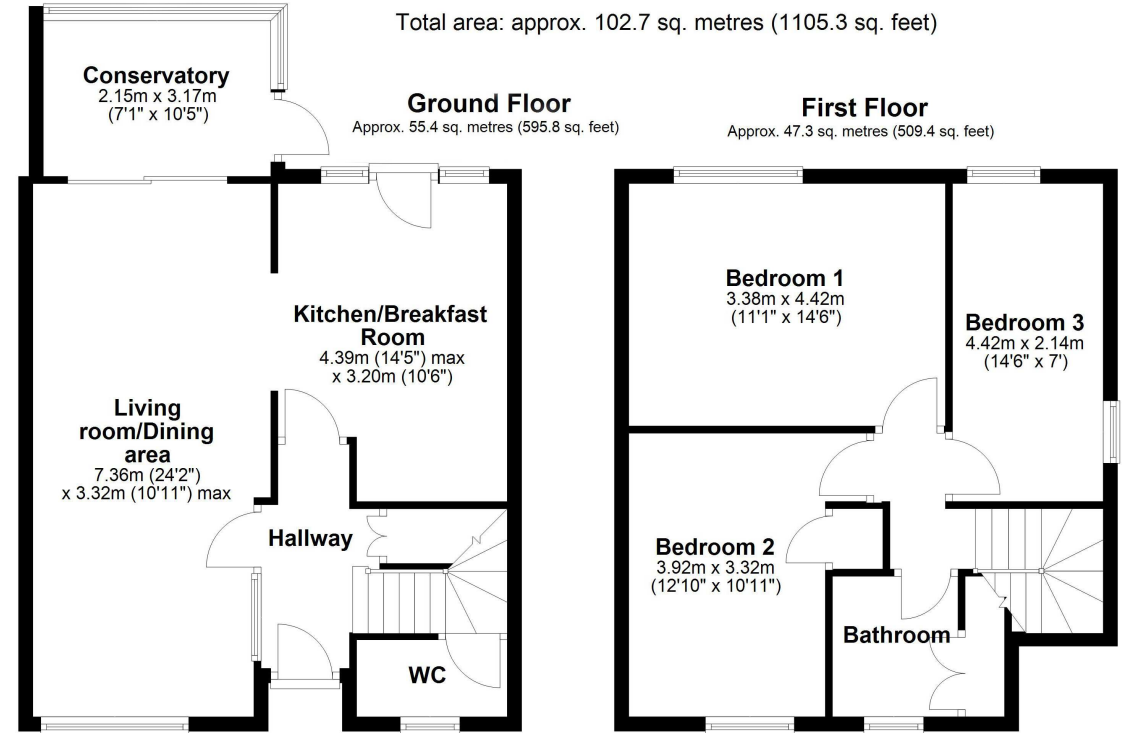 Total area: approx. 102.7 sq. metres (1105.3 sq. feet)
Conservatory
2.15m x 3.17m
(7'1" x 10'5")
Ground Floor
Approx. 55.4 sq. metres (595.8 sq. feet)
Kitchen/Breakfast
Room
4.39m (14'5") max
x 3.20m (10'6")
Living
room/Dining
area
7.36m (24'2")
x 3.32m (10'11") max
Hallway
WC
First Floor
Approx. 47.3 sq. metres (509.4 sq. feet)
Bedroom 1
3.38m x 4.42m
(11'1" x 14'6")
Bedroom 3
4.42m x 2.14m
(14'6" x 7')
Bedroom 2
3.92m x 3.32m
(12'10" x 10'11")
Bathroom